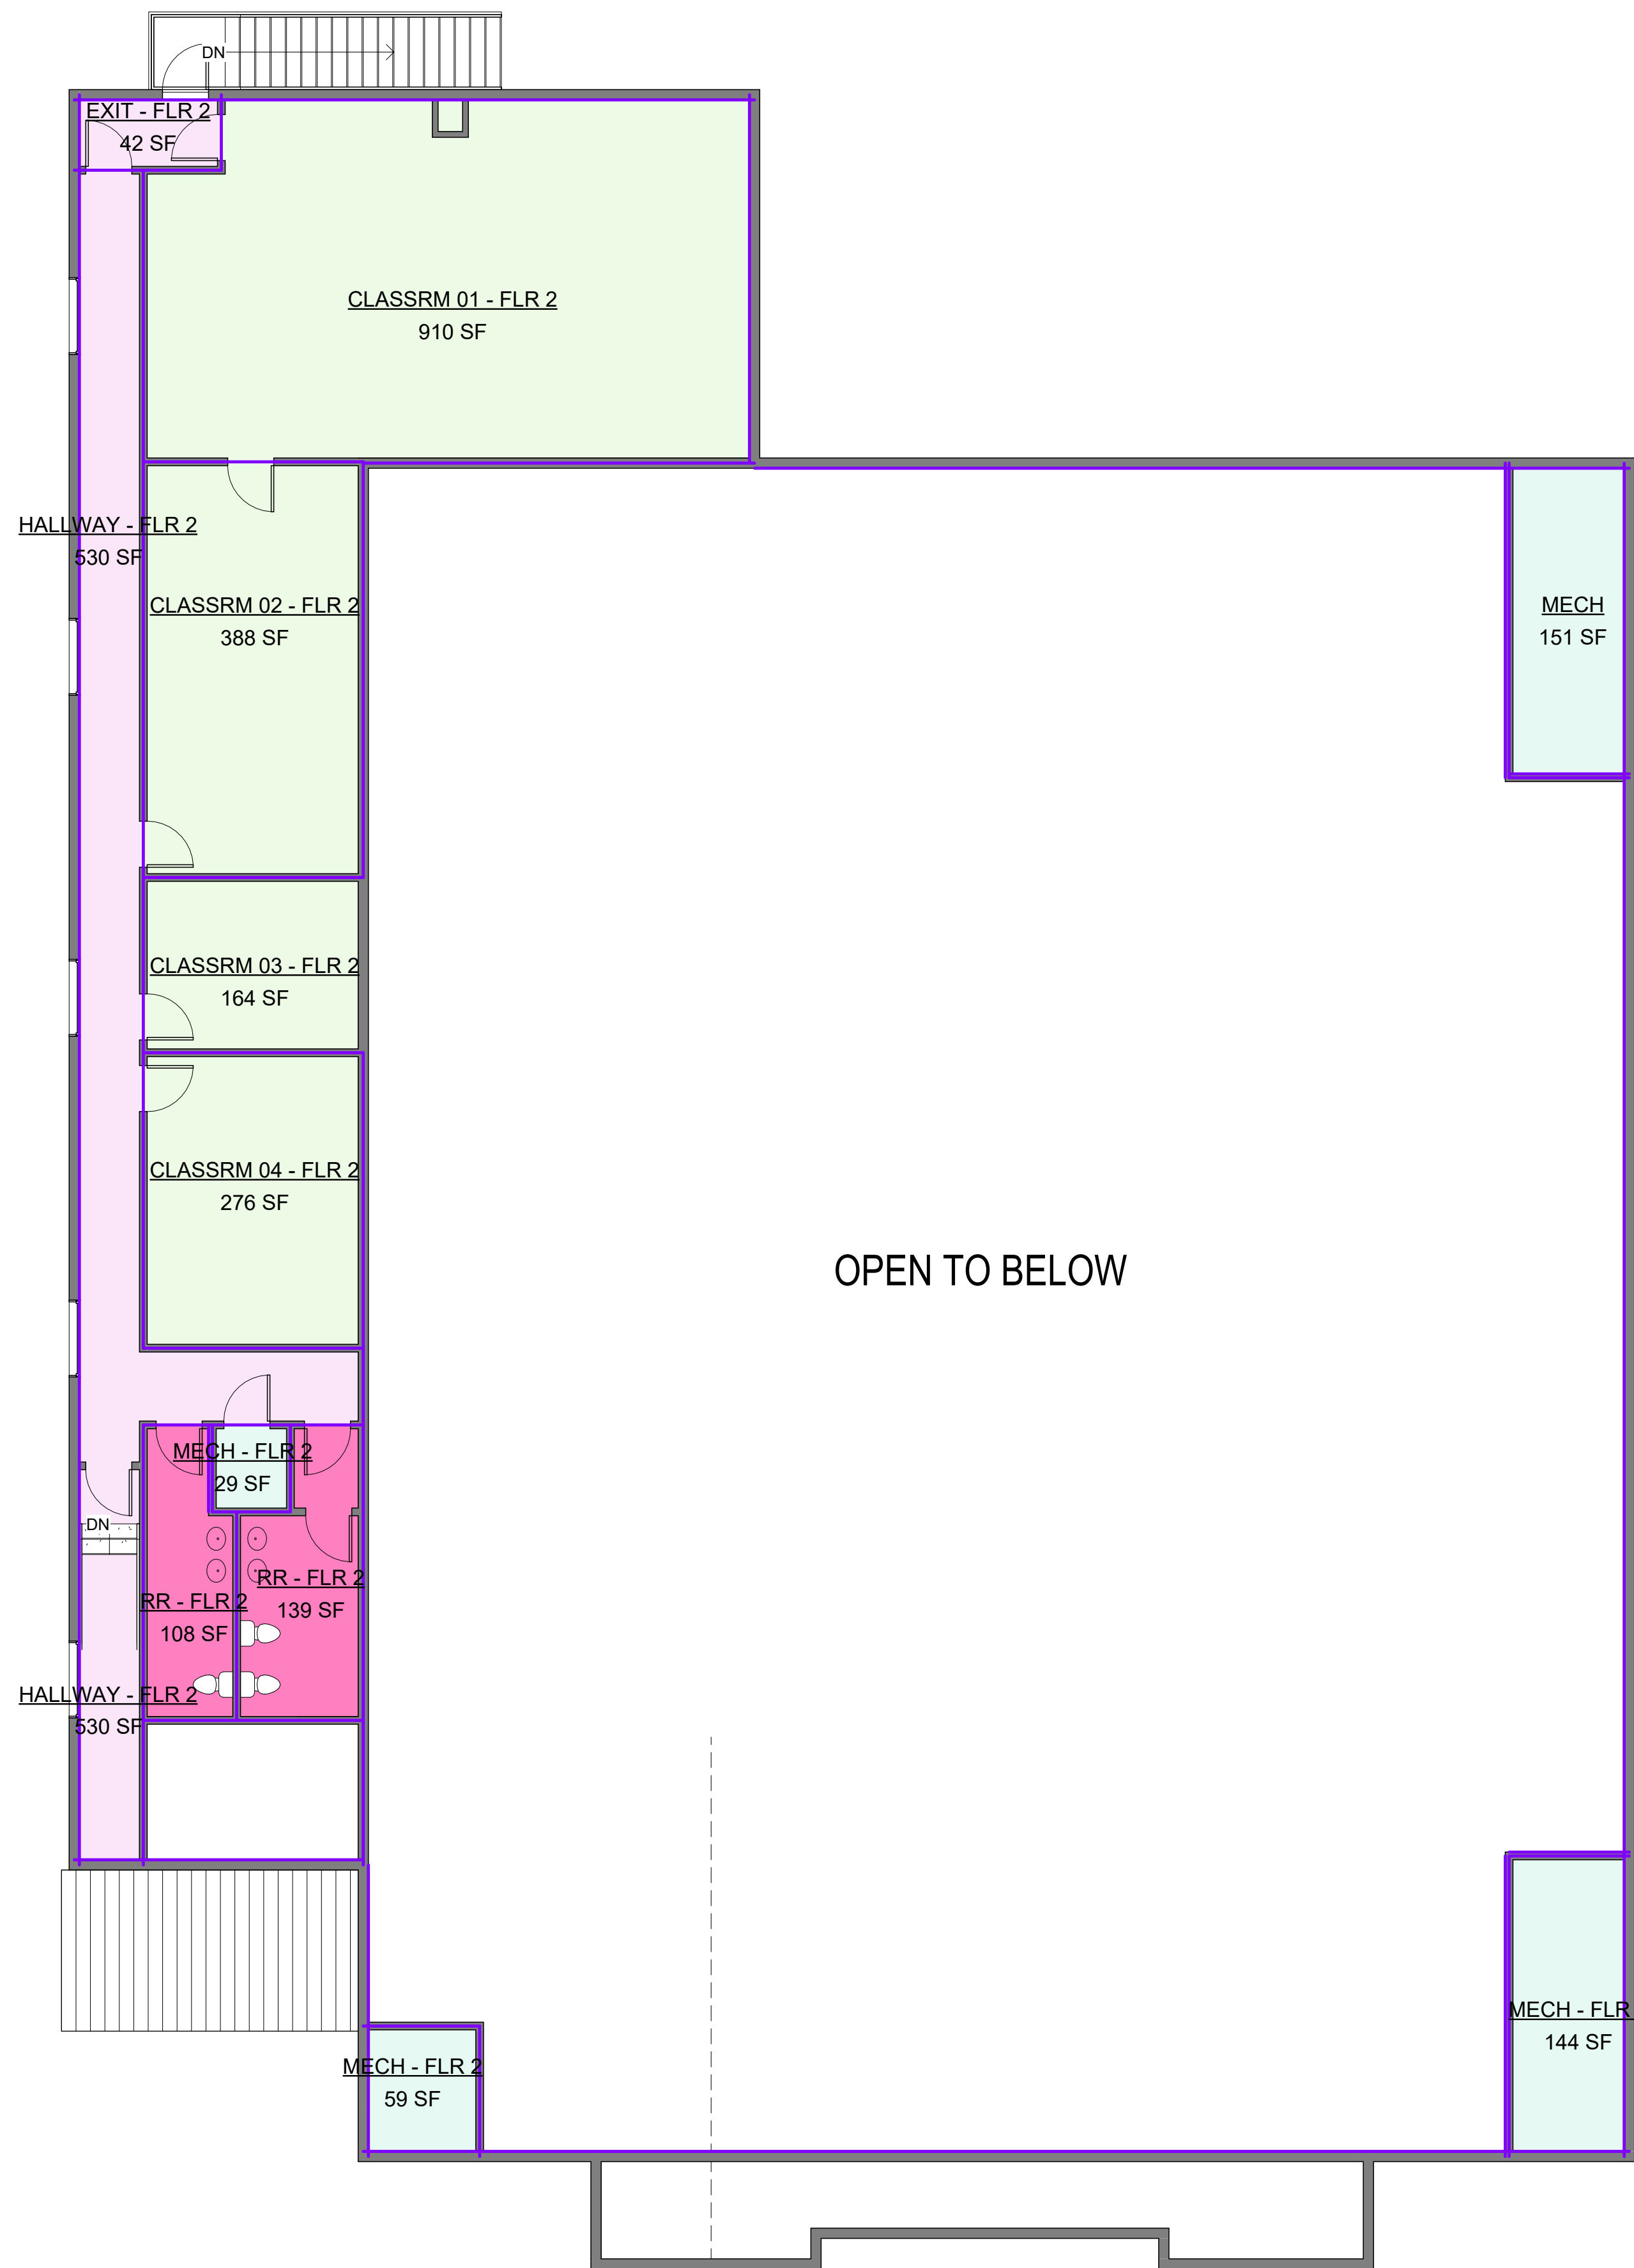 DN
EXIT - FLR 2
42 SF
CLASSRM 01 - FLR 2
910 SF
HALLWAY - FLR 2
530 SF
CLASSRM 02 - FLR 2
388 SF
MECH
151 SF
CLASSRM 03 - FLR 2
164 SF
CLASSRM 04 - FLR 2
276 SF
OPEN TO BELOW
MECH - FLR 2
29 SF
DN
RR - FLR 2
139 SF
RR - FLR 2
108 SF
HALLWAY - FLR 2
530 SF
MECH - FLR
144 SF
MECH - FLR 2
59 SF